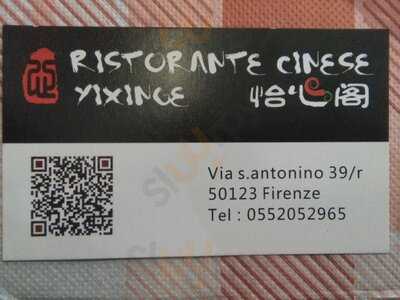 RISTORANTE CINESE
YIXINGE 怡心阁
Via s.antonino 39/r
50123 Firenze
Tel : 0552052965